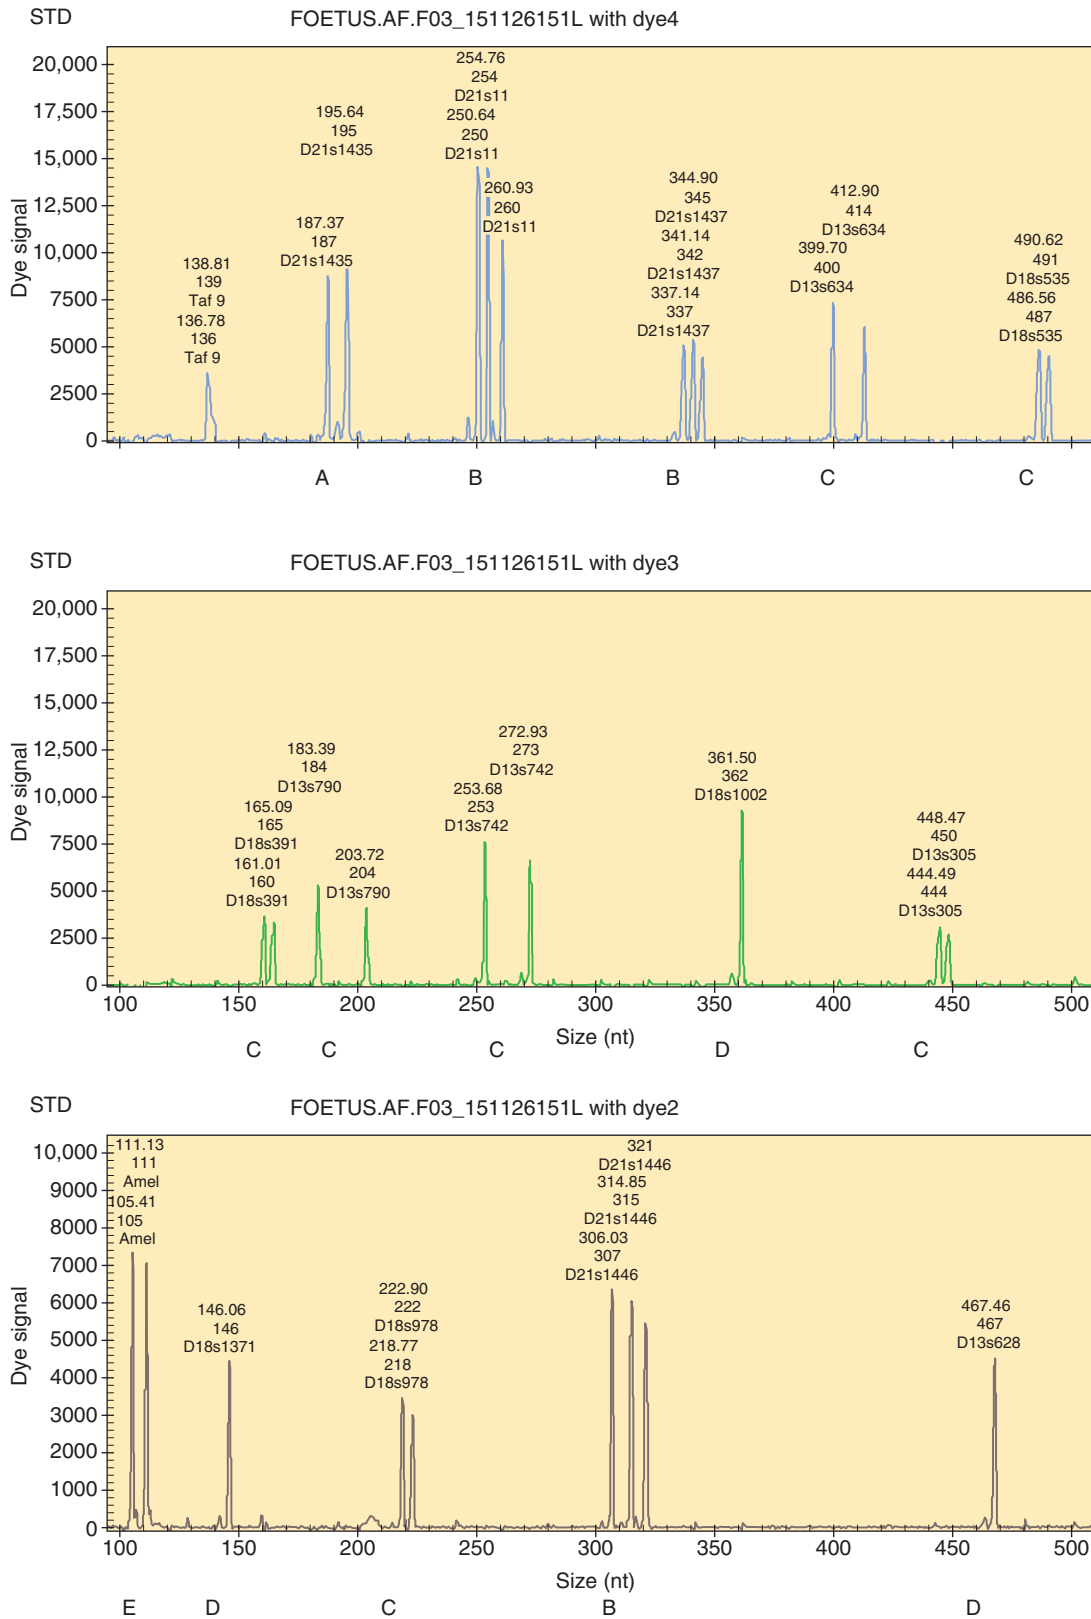 STD
FOETUS.AF.F03_151126151L with dye4
Dye signal
20,000
17,500
15,000
12,500
10,000
7500
5000
2500
0
138.81
139
Taf 9
136.78
136
Taf 9
195.64
195
D21s1435
187.37
187
D21s1435
254.76
254
D21s11
250.64
250
D21s11
260.93
260
D21s11
344.90
345
D21s1437
341.14
342
D21s1437
337.14
337
D21s1437
412.90
414
D13s634
399.70
400
D13s634
490.62
491
D18s535
486.56
487
D18s535
A B B C C
STD
FOETUS.AF.F03_151126151L with dye3
Dye signal
20,000
17,500
15,000
12,500
10,000
7500
5000
2500
0
183.39
184
D13s790
165.09
165
D18s391
161.01
160
D18s391
203.72
204
D13s790
272.93
273
D13s742
253.68
253
D13s742
361.50
362
D18s1002
448.47
450
D13s305
444.49
444
D13s305
100 150 200 250 300 350 400 450 500
Size (nt)
C C C D C
STD
FOETUS.AF.F03_151126151L with dye2
Dye signal
10,000
9000
8000
7000
6000
5000
4000
3000
2000
1000
0
111.13
111
Amel
105.41
105
Amel
146.06
146
D18s1371
222.90
222
D18s978
218.77
218
D18s978
321
D21s1446
314.85
315
D21s1446
306.03
307
D21s1446
467.46
467
D13s628
100 150 200 250 300 350 400 450 500
Size (nt)
E D C B D